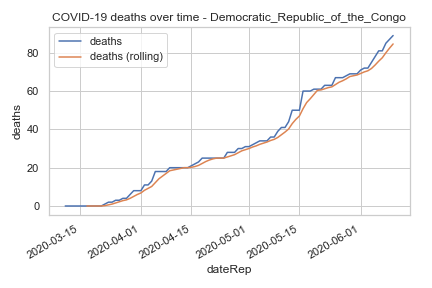 COVID-19 deaths over time - Democratic_Republic_of_the_Congo
deaths
deaths (rolling)
80
60
40
20
0
deaths
2020-03-15
2020-04-01
2020-04-15
2020-05-01
2020-05-15
2020-06-01
dateRep